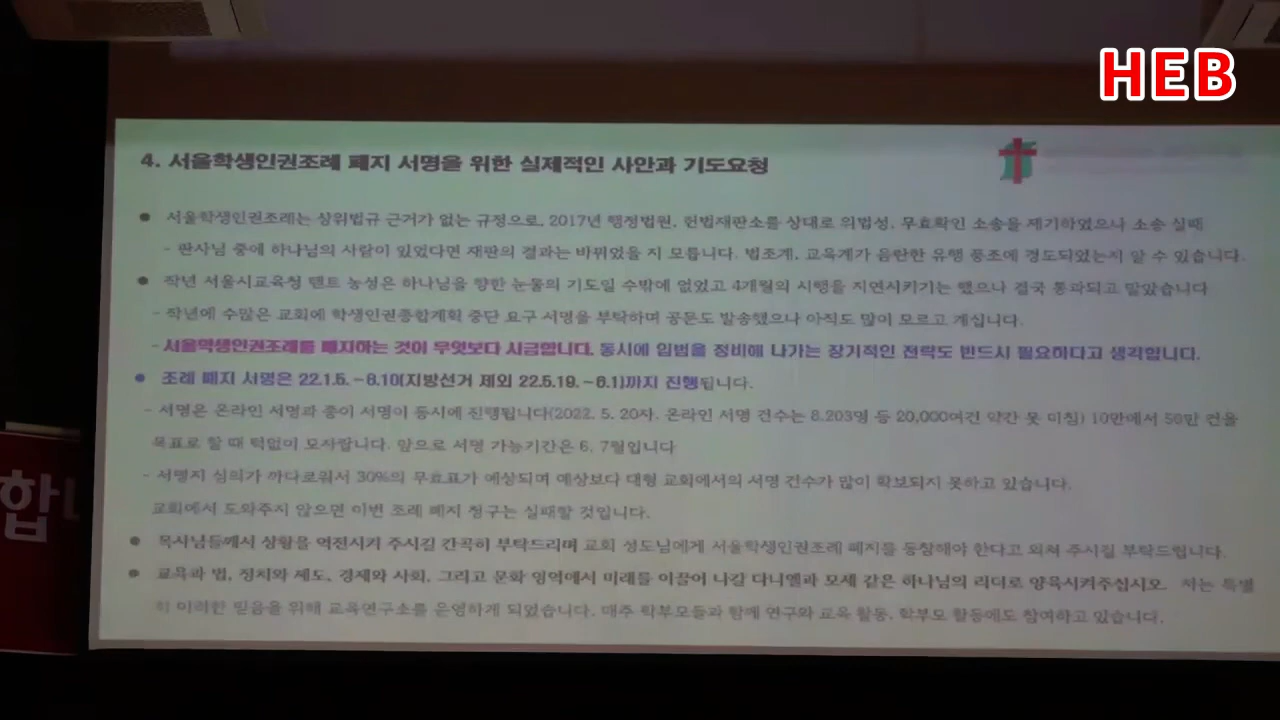 HEB
4. 서울학생인권조례 폐지 서명을 위한 실제적인 사안과 기도요청
● 서울학생인권조례는 상위법규 근거가 없는 규정으로, 2017년 행정법원, 헌법재판소를 상대로 위법성, 무효확인 소송을 제기하였으나 소송 실패
- 판사님 중에 하나님의 사람이 있었다면 재판의 결과는 바뀌었을 지 모릅니다. 법조계, 교육계가 음란한 유행 풍조에 경도되었는지 알 수 있습니다.
● 작년 서울시교육청 텐트 농성은 하나님을 향한 눈물의 기도일 수밖에 없었고 4개월의 시행을 지연시키기는 했으나 결국 통과되고 말았습니다
- 작년에 수많은 교회에 학생인권종합계획 중단 요구 서명을 부탁하며 공문도 발송했으나 아직도 많이 모르고 계십니다.
- 서울학생인권조례를 폐지하는 것이 무엇보다 시급합니다. 동시에 입법을 정비해 나가는 장기적인 전략도 반드시 필요하다고 생각합니다.
● 조례 폐지 서명은 22.1.5.~8.10(지방선거 제외 22.5.19.~6.1)까지 진행됩니다.
- 서명은 온라인 서명과 종이 서명이 동시에 진행됩니다(2022. 5. 20자. 온라인 서명 건수는 8,203명 등 20,000여건 약간 못 미침) 10만에서 50만 건을
목표로 할 때 턱없이 모자랍니다. 앞으로 서명 가능기간은 6, 7월입니다
- 서명지 심의가 까다로워서 30%의 무효표가 예상되며 예상보다 대형 교회에서의 서명 건수가 많이 확보되지 못하고 있습니다.
교회에서 도와주지 않으면 이번 조례 폐지 청구는 실패할 것입니다.
● 목사님들께서 상황을 역전시켜 주시길 간곡히 부탁드리며 교회 성도님에게 서울학생인권조례 폐지를 동참해야 한다고 외쳐 주시길 부탁드립니다.
● 교육과 법, 정치와 제도, 경제와 사회, 그리고 문화 영역에서 미래를 이끌어 나갈 다니엘과 모세 같은 하나님의 리더로 양육시켜주십시오. 저는 특별
히 이러한 믿음을 위해 교육연구소를 운영하게 되었습니다. 매주 학부모들과 함께 연구와 교육 활동, 학부모 활동에도 참여하고 있습니다.
합니